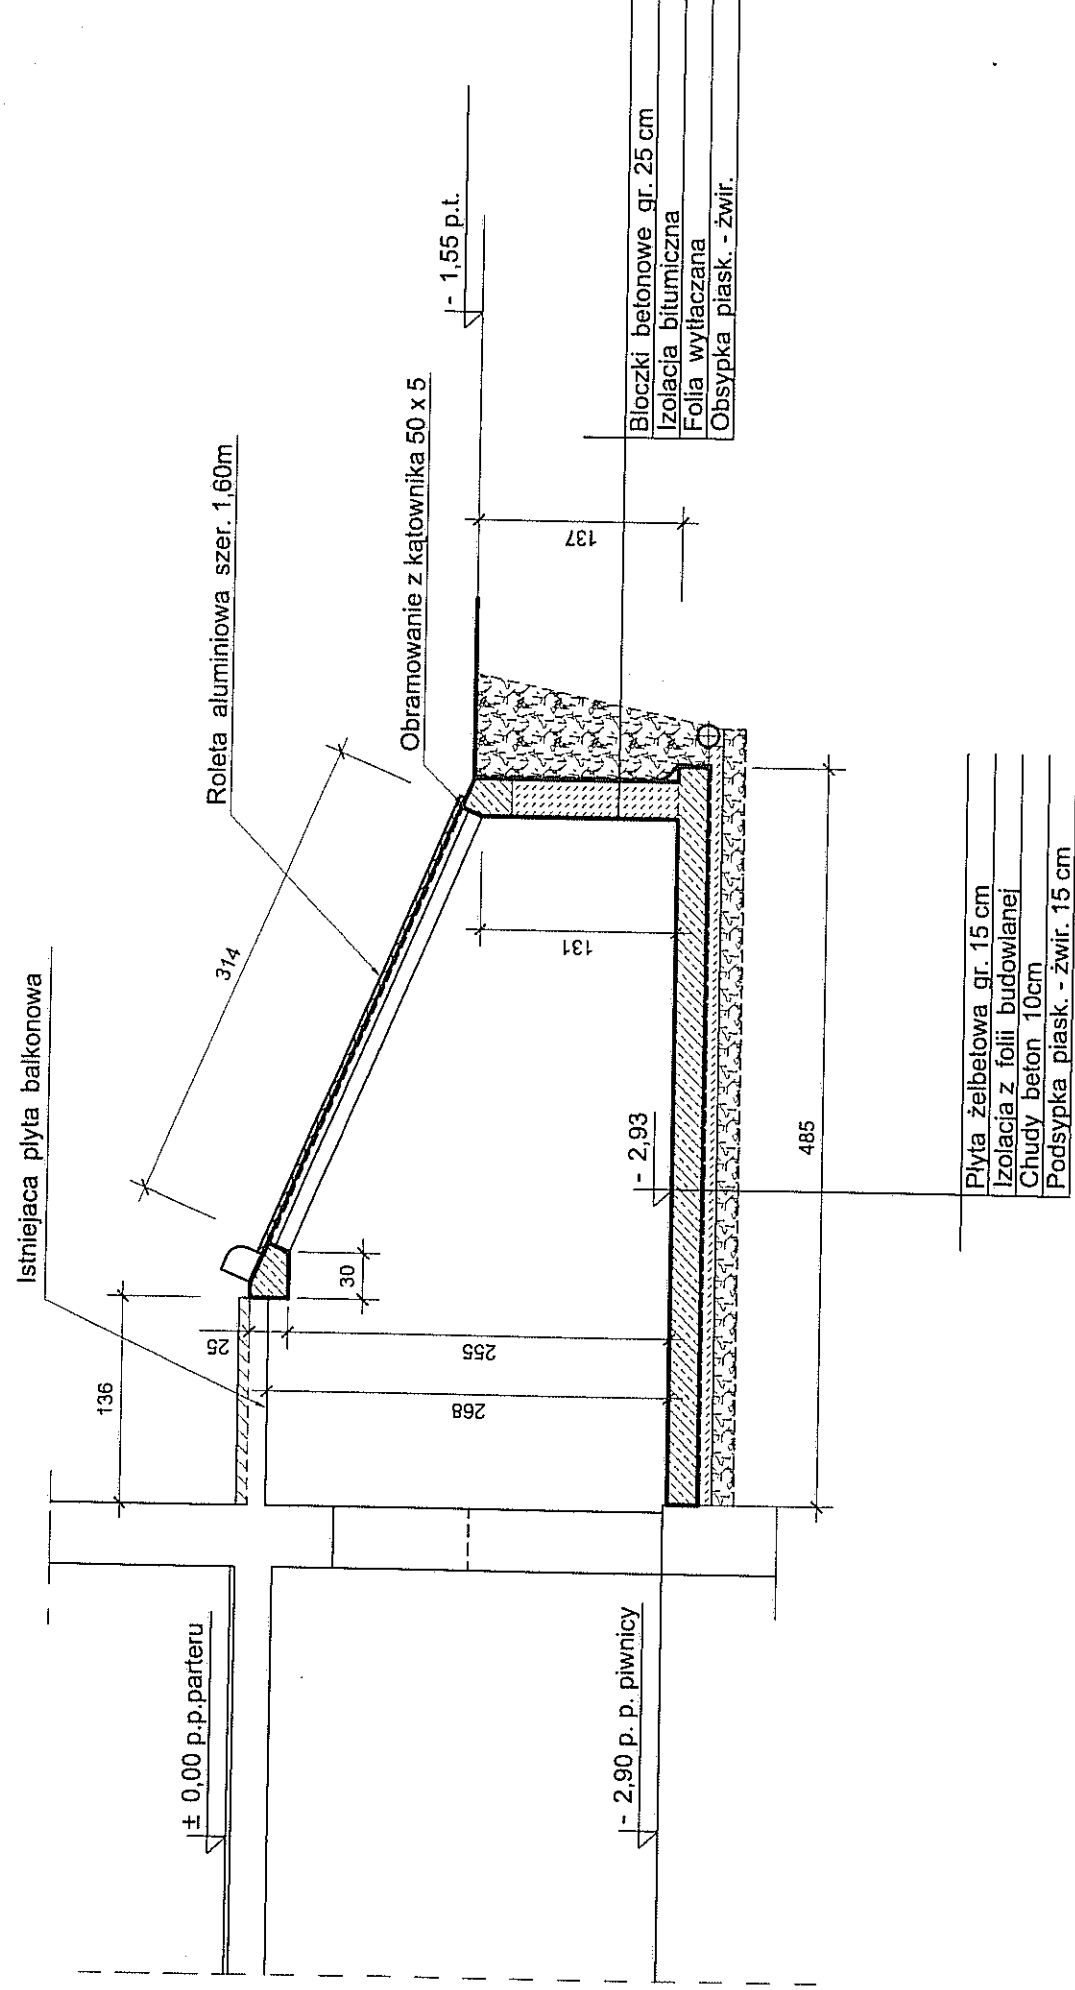 Istniejaca płyta balkonowa
Roleta aluminiowa szer. 1,60m
Obramowanie z kątownika 50 x 5
- 1,55 p.t.
314
136
25
30
255
268
131
137
± 0,00 p.p.parteru
- 2,90 p. p. piwnicy
- 2,93
485
Bloczki betonowe gr. 25 cm
Izolacja bitumiczna
Folia wytłaczana
Obsypka piask. - żwir.
Płyta żelbetowa gr. 15 cm
Izolacja z folii budowlanej
Chudy beton 10cm
Podsypka piask. - żwir. 15 cm